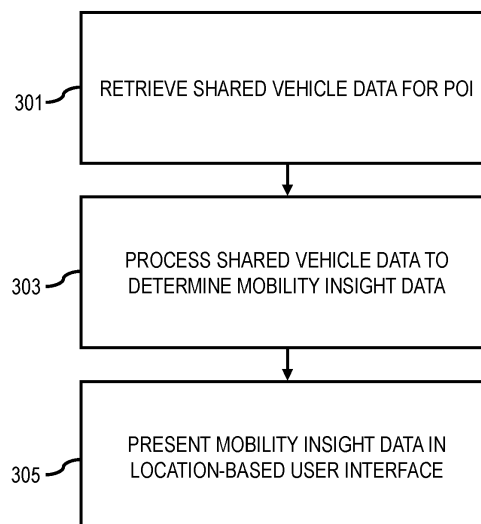 301
RETRIEVE SHARED VEHICLE DATA FOR POI
303
PROCESS SHARED VEHICLE DATA TO
DETERMINE MOBILITY INSIGHT DATA
305
PRESENT MOBILITY INSIGHT DATA IN
LOCATION-BASED USER INTERFACE